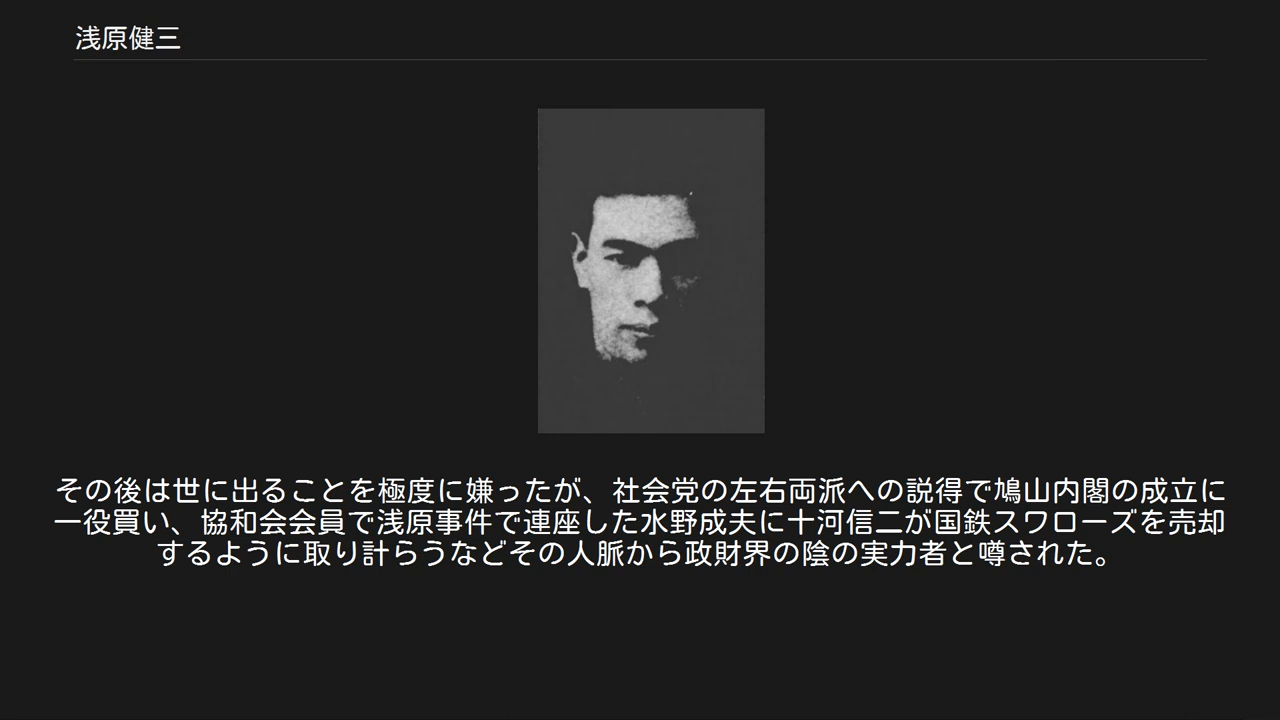 浅原健三
その後は世に出ることを極度に嫌ったが、社会党の左右両派への説得で鳩山内閣の成立に
一役買い、協和会会員で浅原事件で連座した水野成夫に十河信二が国鉄スワローズを売却
するように取り計らうなどその人脈から政財界の陰の実力者と噂された。